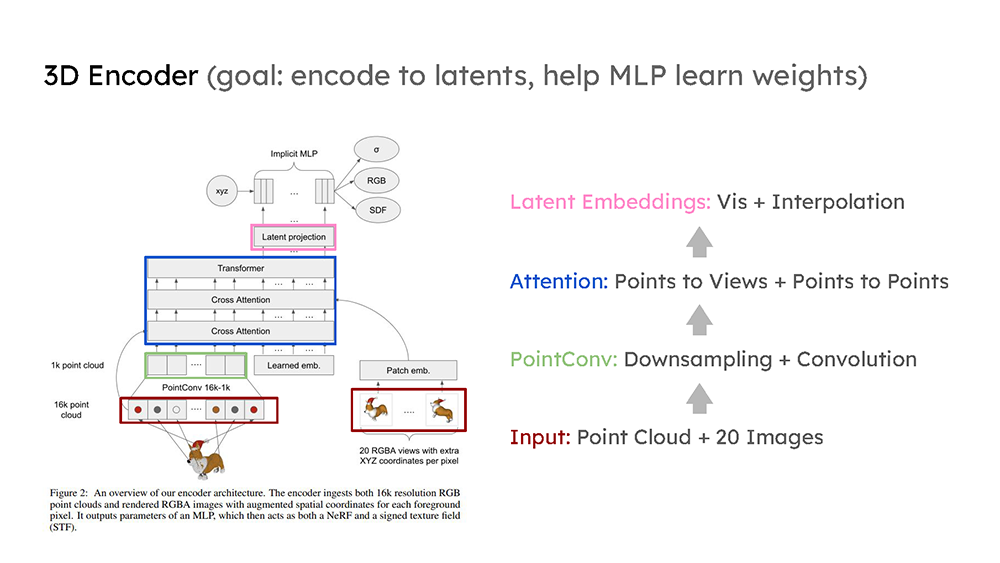 3D Encoder (goal: encode to latents, help MLP learn weights)
Implicit MLP
σ
xyz
...
RGB
SDF
...
Latent projection
...
Transformer
...
...
Cross Attention
...
...
Cross Attention
...
1k point cloud
....
Learned emb.
Patch emb.
PointConv 16k-1k
16k point
cloud
....
....
20 RGBA views with extra
XYZ coordinates per pixel
Figure 2: An overview of our encoder architecture. The encoder ingests both 16k resolution RGB
point clouds and rendered RGBA images with augmented spatial coordinates for each foreground
pixel. It outputs parameters of an MLP, which then acts as both a NeRF and a signed texture field
(STF).
Latent Embeddings: Vis + Interpolation
Attention: Points to Views + Points to Points
PointConv: Downsampling + Convolution
Input: Point Cloud + 20 Images